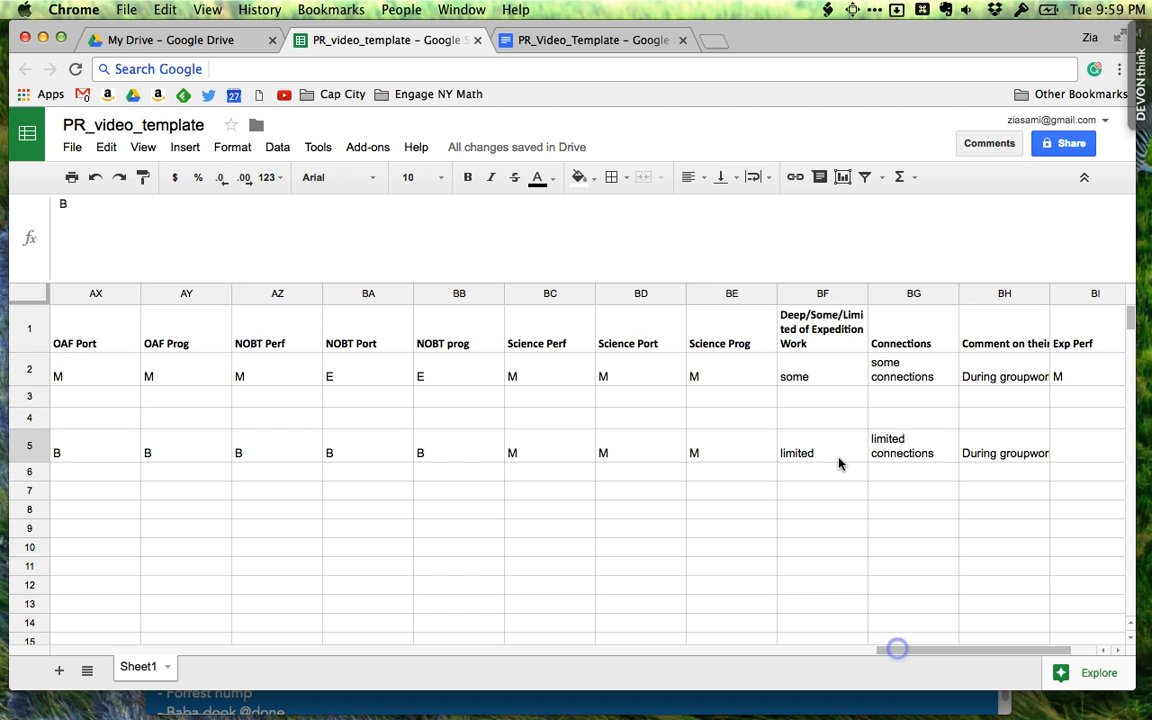 Chrome File Edit View History Bookmarks People Window Help Tue 9:59 PM
My Drive - Google Drive PR_video_template - Google S PR_Video_Template - Google Zia
Search Google
Apps 27 Cap City Engage NY Math Other Bookmarks
DEVONthink
PR_video_template ziasami@gmail.com
File Edit View Insert Format Data Tools Add-ons Help All changes saved in Drive Comments Share
$ % .0 .00 123 Arial 10 B I S A Σ
fx B
AX AY AZ BA BB BC BD BE BF BG BH BI
1 OAF Port OAF Prog NOBT Perf NOBT Port NOBT prog Science Perf Science Port Science Prog Deep/Some/Limi
ted of Expedition
Work Connections Comment on their Exp Perf
2 M M M E E M M M some some
connections During groupwor M
3
4
5 B B B B B M M M limited limited
connections During groupwor
6
7
8
9
10
11
12
13
14
15
+ Sheet1 Explore
- Forrest hump
- Baba dook @done